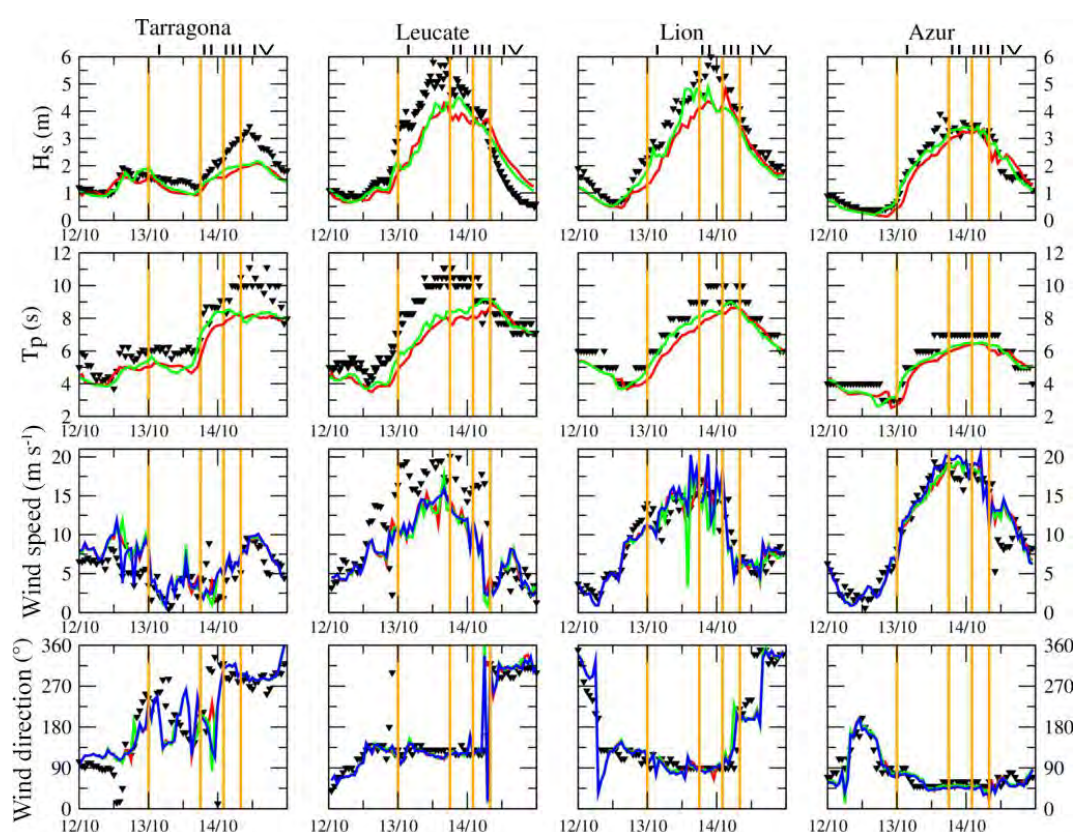 Tarragona Leucate Lion Azur
I II III IV I II III IV I II III IV I II III IV
Hs (m)
6 6
5 5
4 4
3 3
2 2
1 1
0 0
12/10 13/10 14/10 12/10 13/10 14/10 12/10 13/10 14/10 12/10 13/10 14/10
Tp (s)
12 12
10 10
8 8
6 6
4 4
2 2
12/10 13/10 14/10 12/10 13/10 14/10 12/10 13/10 14/10 12/10 13/10 14/10
Wind speed (m s-1)
20 20
15 15
10 10
5 5
0 0
12/10 13/10 14/10 12/10 13/10 14/10 12/10 13/10 14/10 12/10 13/10 14/10
Wind direction (°)
360 360
270 270
180 180
90 90
0 0
12/10 13/10 14/10 12/10 13/10 14/10 12/10 13/10 14/10 12/10 13/10 14/10